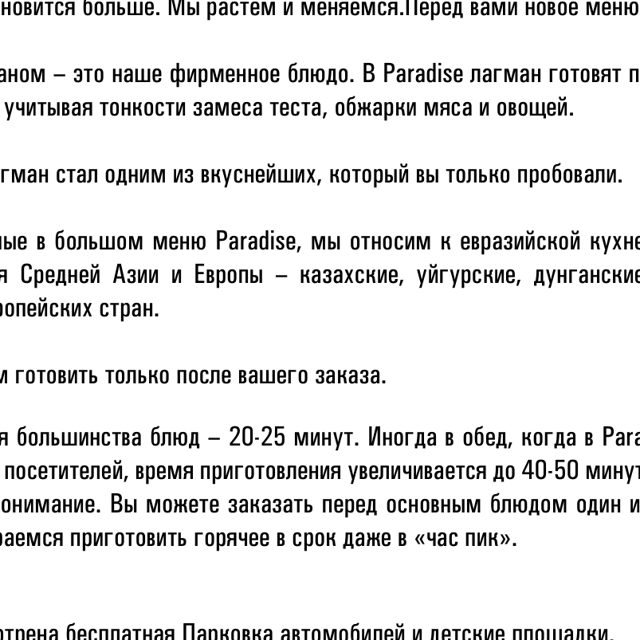 новится больше. Мы растем и меняемся.Перед вами новое меню
аном – это наше фирменное блюдо. В Paradise лагман готовят п
учитывая тонкости замеса теста, обжарки мяса и овощей.
гман стал одним из вкуснейших, который вы только пробовали.
ые в большом меню Paradise, мы относим к евразийской кухне
я Средней Азии и Европы – казахские, уйгурские, дунганские
ропейских стран.
м готовить только после вашего заказа.
я большинства блюд – 20-25 минут. Иногда в обед, когда в Para
посетителей, время приготовления увеличивается до 40-50 минут
онимание. Вы можете заказать перед основным блюдом один и
раемся приготовить горячее в срок даже в «час пик».
отрена бесплатная Парковка автомобилей и детские площадки.